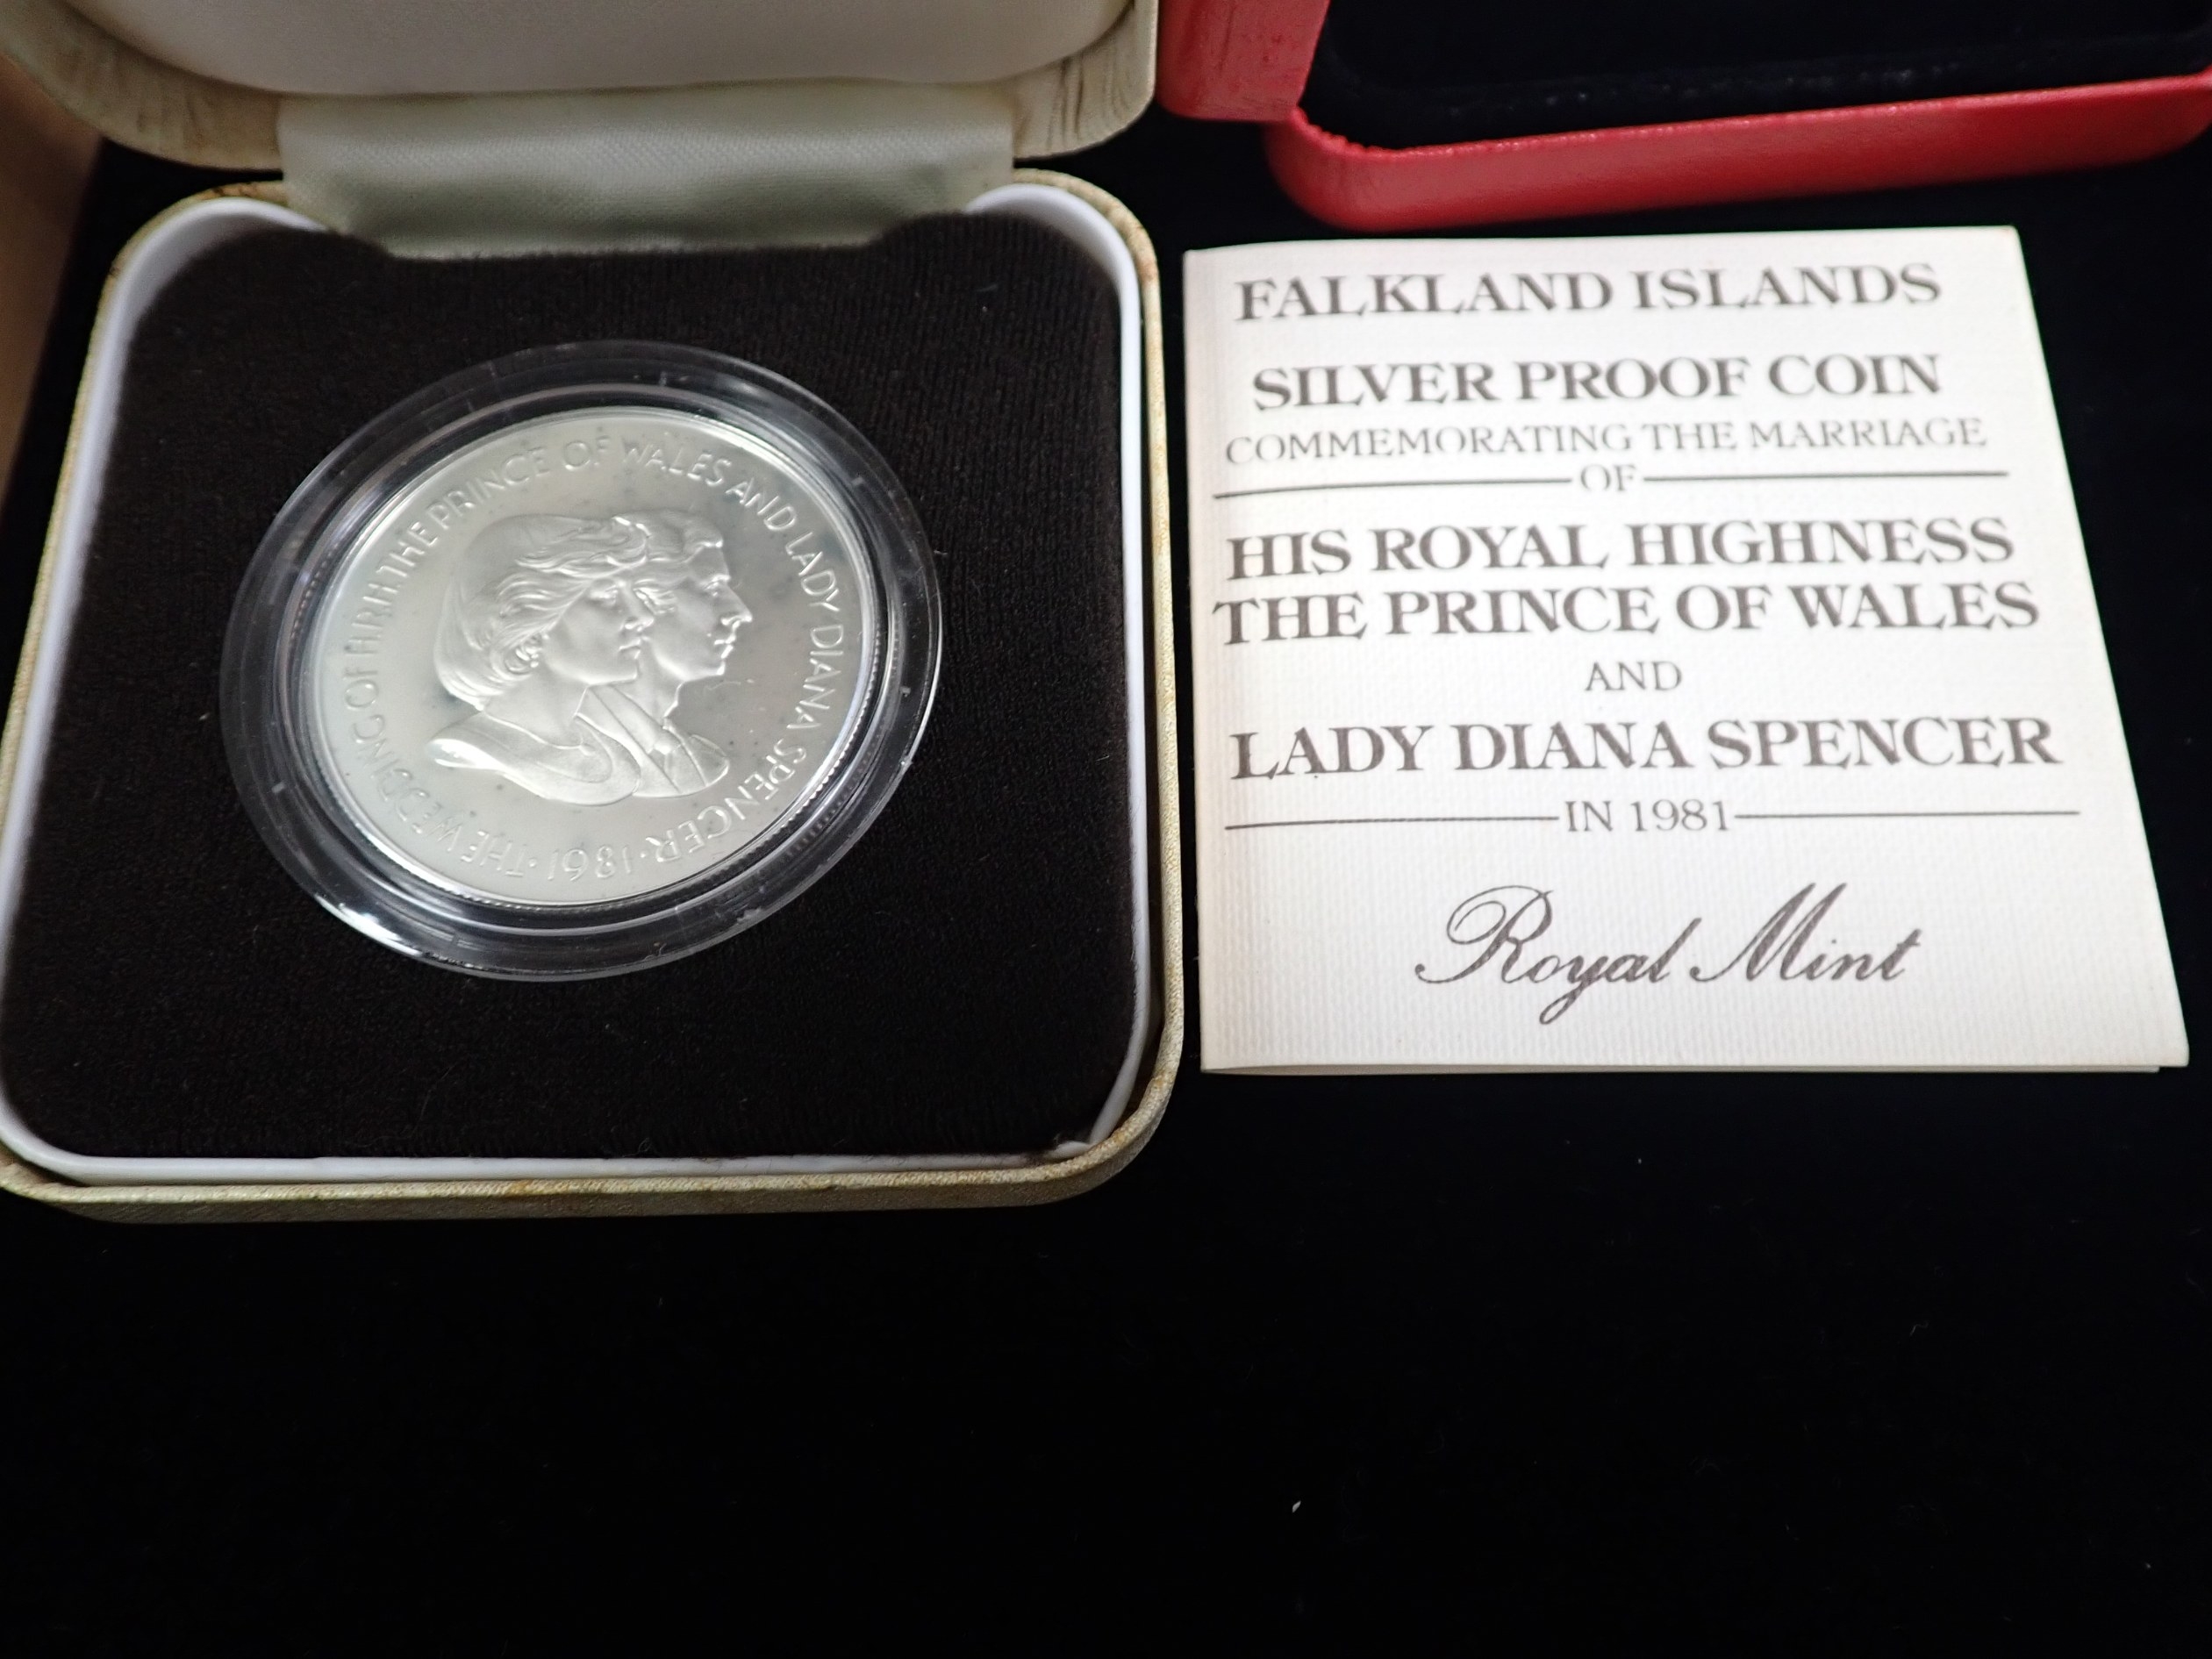 THE WEDDING OF H.R.H. THE PRINCE OF WALES AND LADY DIANA SPENCER · 1981 ·
FALKLAND ISLANDS
SILVER PROOF COIN
COMMEMORATING THE MARRIAGE
OF
HIS ROYAL HIGHNESS
THE PRINCE OF WALES
AND
LADY DIANA SPENCER
IN 1981
Royal Mint